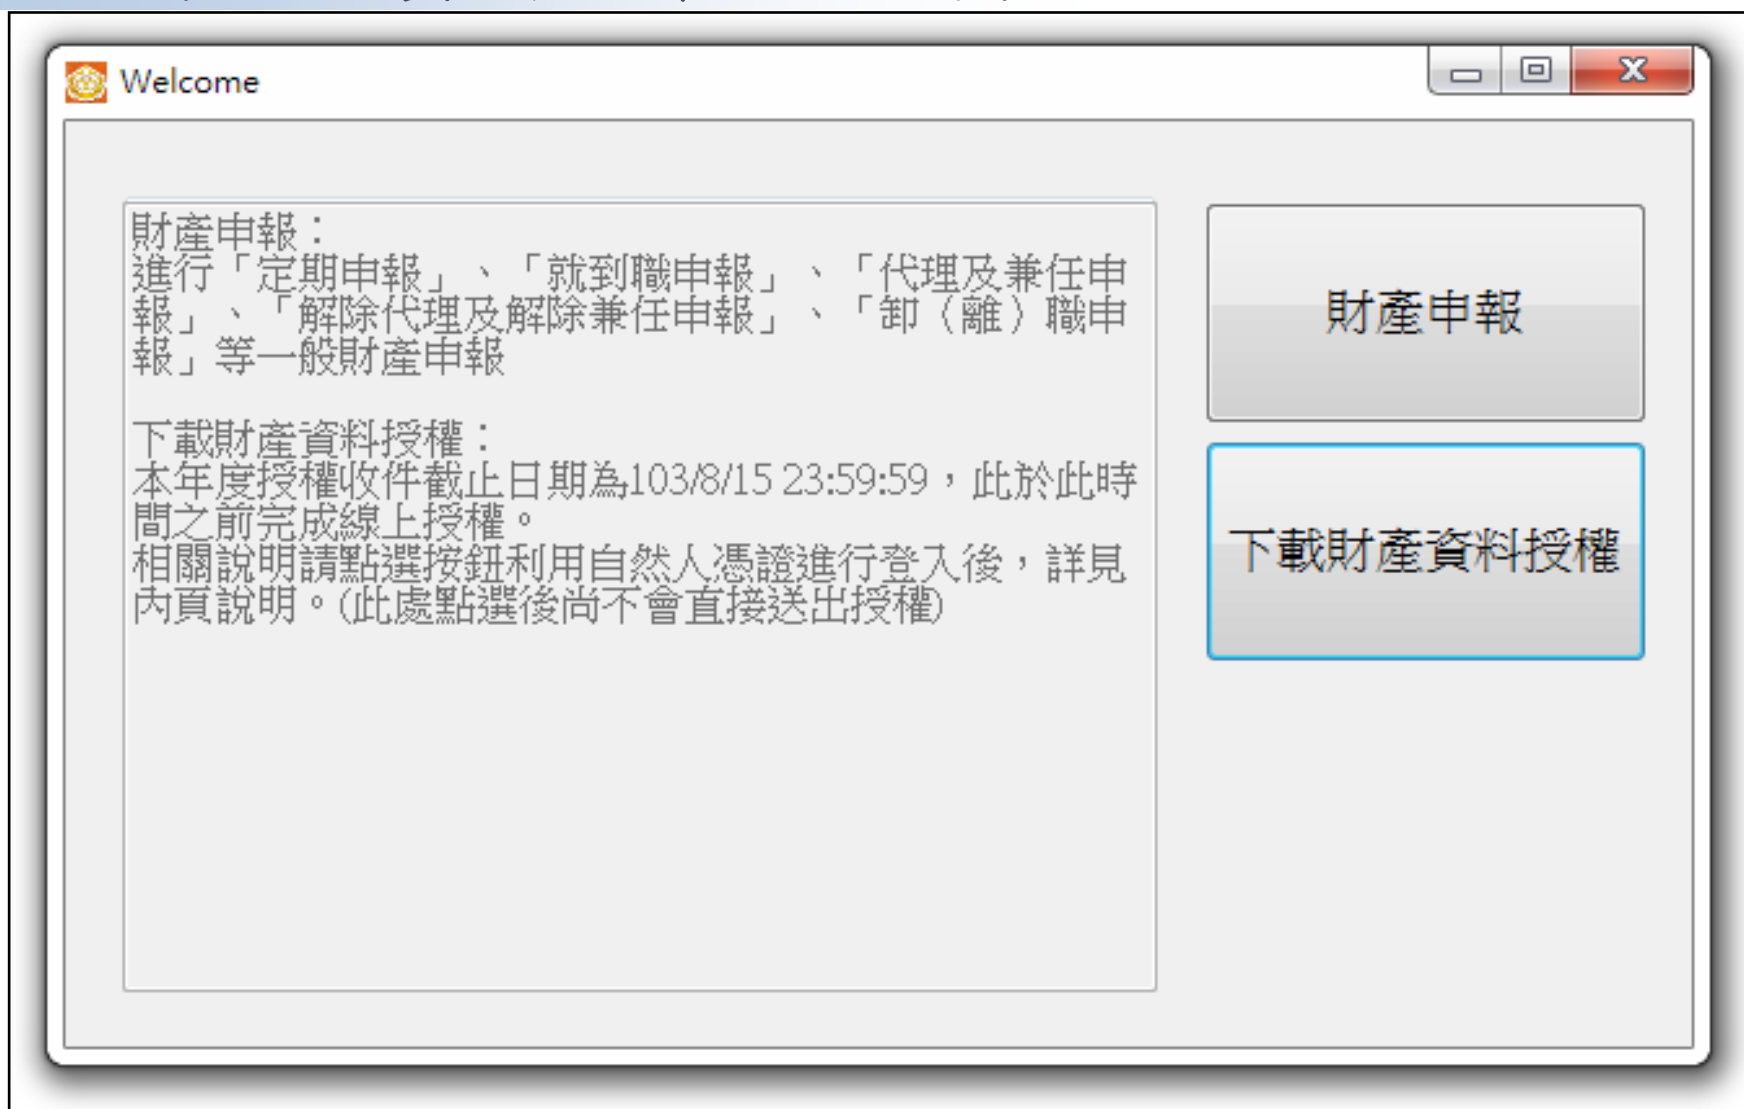 Welcome
財產申報：
進行「定期申報」、「就到職申報」、「代理及兼任申
報」、「解除代理及解除兼任申報」、「卸（離）職申
報」等一般財產申報
下載財產資料授權：
本年度授權收件截止日期為103/8/15 23:59:59，此於此時
間之前完成線上授權。
相關說明請點選按鈕利用自然人憑證進行登入後，詳見
內頁說明。(此處點選後尚不會直接送出授權)
財產申報
下載財產資料授權